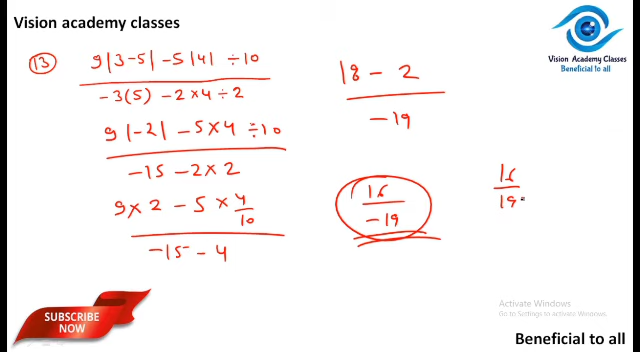 Vision academy classes
Vision Academy Classes
Beneficial to all
(13) 9|3-5| -5|4| ÷10
-3(5) -2×4÷2
9|-2| -5×4 ÷10
-15 -2×2
9×2 -5× 4/10
-15 -4
18 - 2
-19
16
-19
16
19
SUBSCRIBE
NOW
Activate Windows
Go to Settings to activate Windows.
Beneficial to all